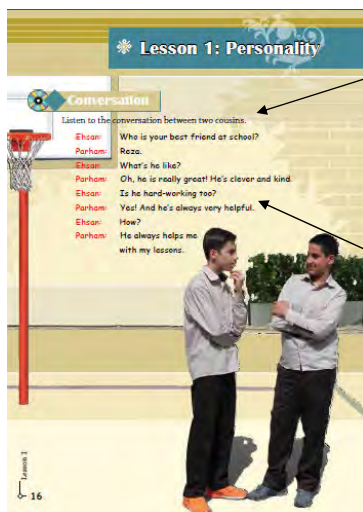 Lesson 1: Personality
Conversation
Listen to the conversation between two cousins.
Ehsan: Who is your best friend at school?
Parham: Reza.
Ehsan: What's he like?
Parham: Oh, he is really great! He's clever and kind.
Ehsan: Is he hard-working too?
Parham: Yes! And he's always very helpful.
Ehsan: How?
Parham: He always helps me
with my lessons.
Lesson 1
16